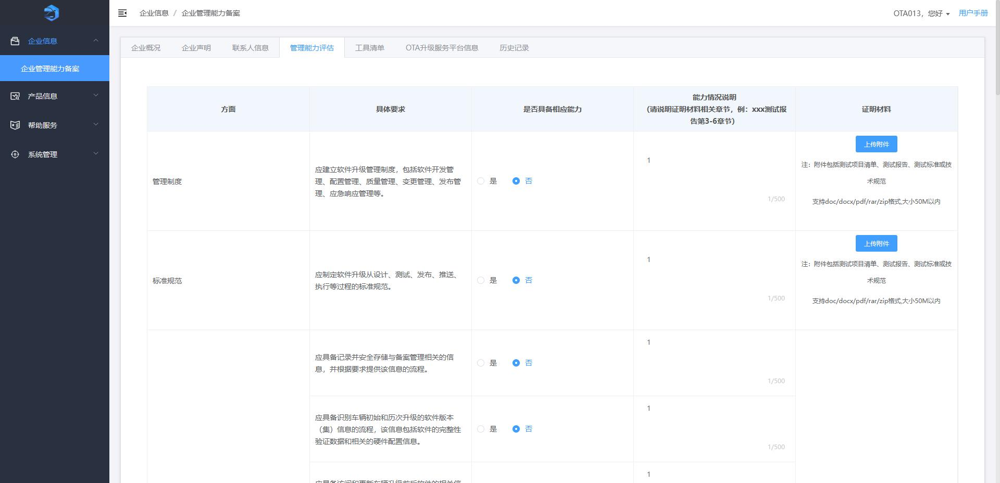 企业信息 / 企业管理能力备案
OTA013，您好
用户手册
企业信息
企业管理能力备案
产品信息
帮助服务
系统管理
企业概况
企业声明
联系人信息
管理能力评估
工具清单
OTA升级服务平台信息
历史记录
方面
具体要求
是否具备相应能力
能力情况说明
(请说明证明材料相关章节，例：xxx测试报
告第3-6章节)
证明材料
管理制度
应建立软件升级管理制度，包括软件开发管
理、配置管理、质量管理、变更管理、发布管
理、应急响应管理等。
是
否
1
1/500
上传附件
注：附件包括测试项目清单、测试报告、测试标准或技
术规范
支持doc/docx/pdf/rar/zip格式,大小50M以内
标准规范
应制定软件升级从设计、测试、发布、推送、
执行等过程的标准规范。
是
否
1
1/500
上传附件
注：附件包括测试项目清单、测试报告、测试标准或技
术规范
支持doc/docx/pdf/rar/zip格式,大小50M以内
应具备记录并安全存储与备案管理相关的信
息，并根据要求提供该信息的流程。
是
否
1
1/500
应具备识别车辆初始和历次升级的软件版本
（集）信息的流程，该信息包括软件的完整性
验证数据和相关的硬件配置信息。
是
否
1
1/500
应具备访问和更新车辆升级前后软件的相关信
1